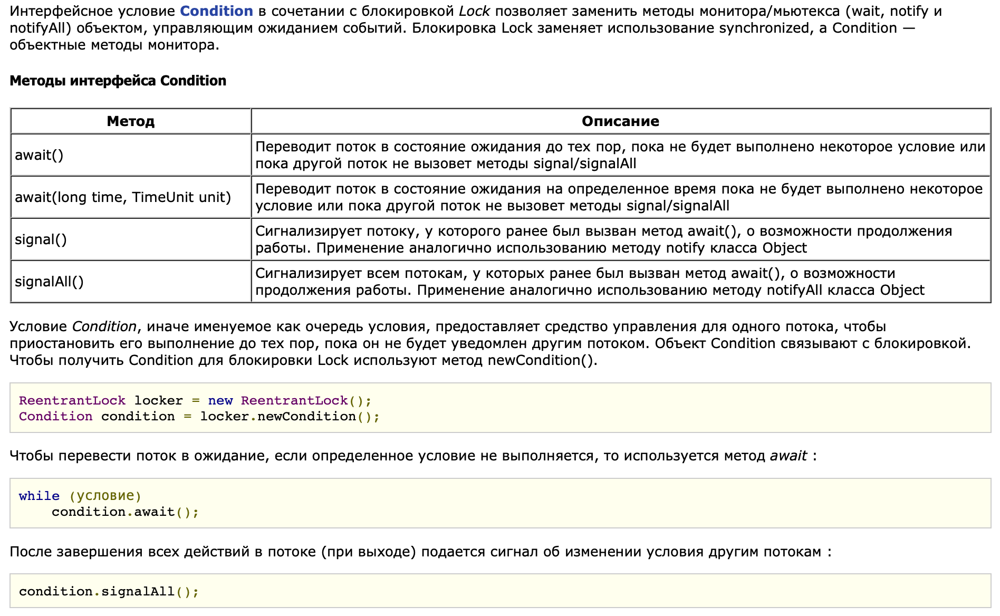 Интерфейсное условие Condition в сочетании с блокировкой Lock позволяет заменить методы монитора/мьютекса (wait, notify и
notifyAll) объектом, управляющим ожиданием событий. Блокировка Lock заменяет использование synchronized, а Condition —
объектные методы монитора.
Методы интерфейса Condition
Метод Описание
await() Переводит поток в состояние ожидания до тех пор, пока не будет выполнено некоторое условие или
пока другой поток не вызовет методы signal/signalAll
await(long time, TimeUnit unit) Переводит поток в состояние ожидания на определенное время пока не будет выполнено некоторое
условие или пока другой поток не вызовет методы signal/signalAll
signal() Сигнализирует потоку, у которого ранее был вызван метод await(), о возможности продолжения
работы. Применение аналогично использованию методу notify класса Object
signalAll() Сигнализирует всем потокам, у которых ранее был вызван метод await(), о возможности
продолжения работы. Применение аналогично использованию методу notifyAll класса Object
Условие Condition, иначе именуемое как очередь условия, предоставляет средство управления для одного потока, чтобы
приостановить его выполнение до тех пор, пока он не будет уведомлен другим потоком. Объект Condition связывают с блокировкой.
Чтобы получить Condition для блокировки Lock используют метод newCondition().
ReentrantLock locker = new ReentrantLock();
Condition condition = locker.newCondition();
Чтобы перевести поток в ожидание, если определенное условие не выполняется, то используется метод await :
while (условие)
    condition.await();
После завершения всех действий в потоке (при выходе) подается сигнал об изменении условия другим потокам :
condition.signalAll();